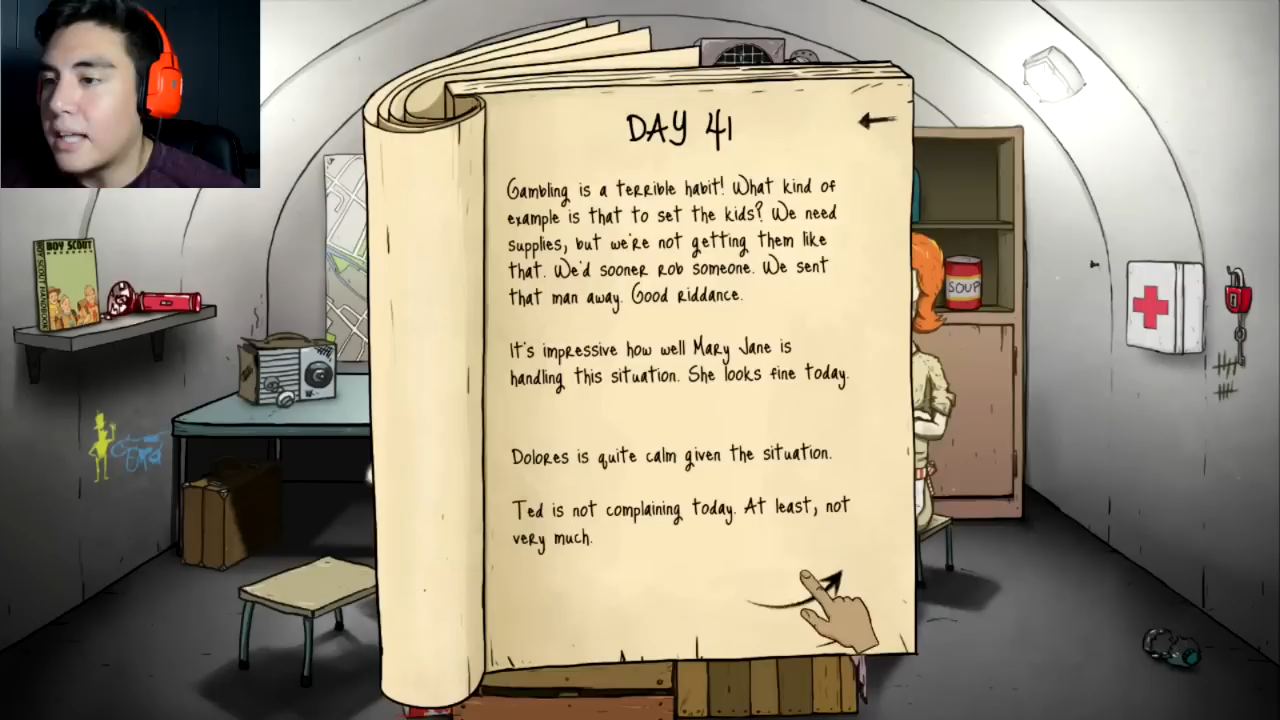 DAY 41
Gambling is a terrible habit! What kind of
example is that to set the kids? We need
supplies, but we're not getting them like
that. We'd sooner rob someone. We sent
that man away. Good riddance.
It's impressive how well Mary Jane is
handling this situation. She looks fine today.
Dolores is quite calm given the situation.
Ted is not complaining today. At least, not
very much.
BOY SCOUT
BOY SCOUT HANDBOOK
SOUP